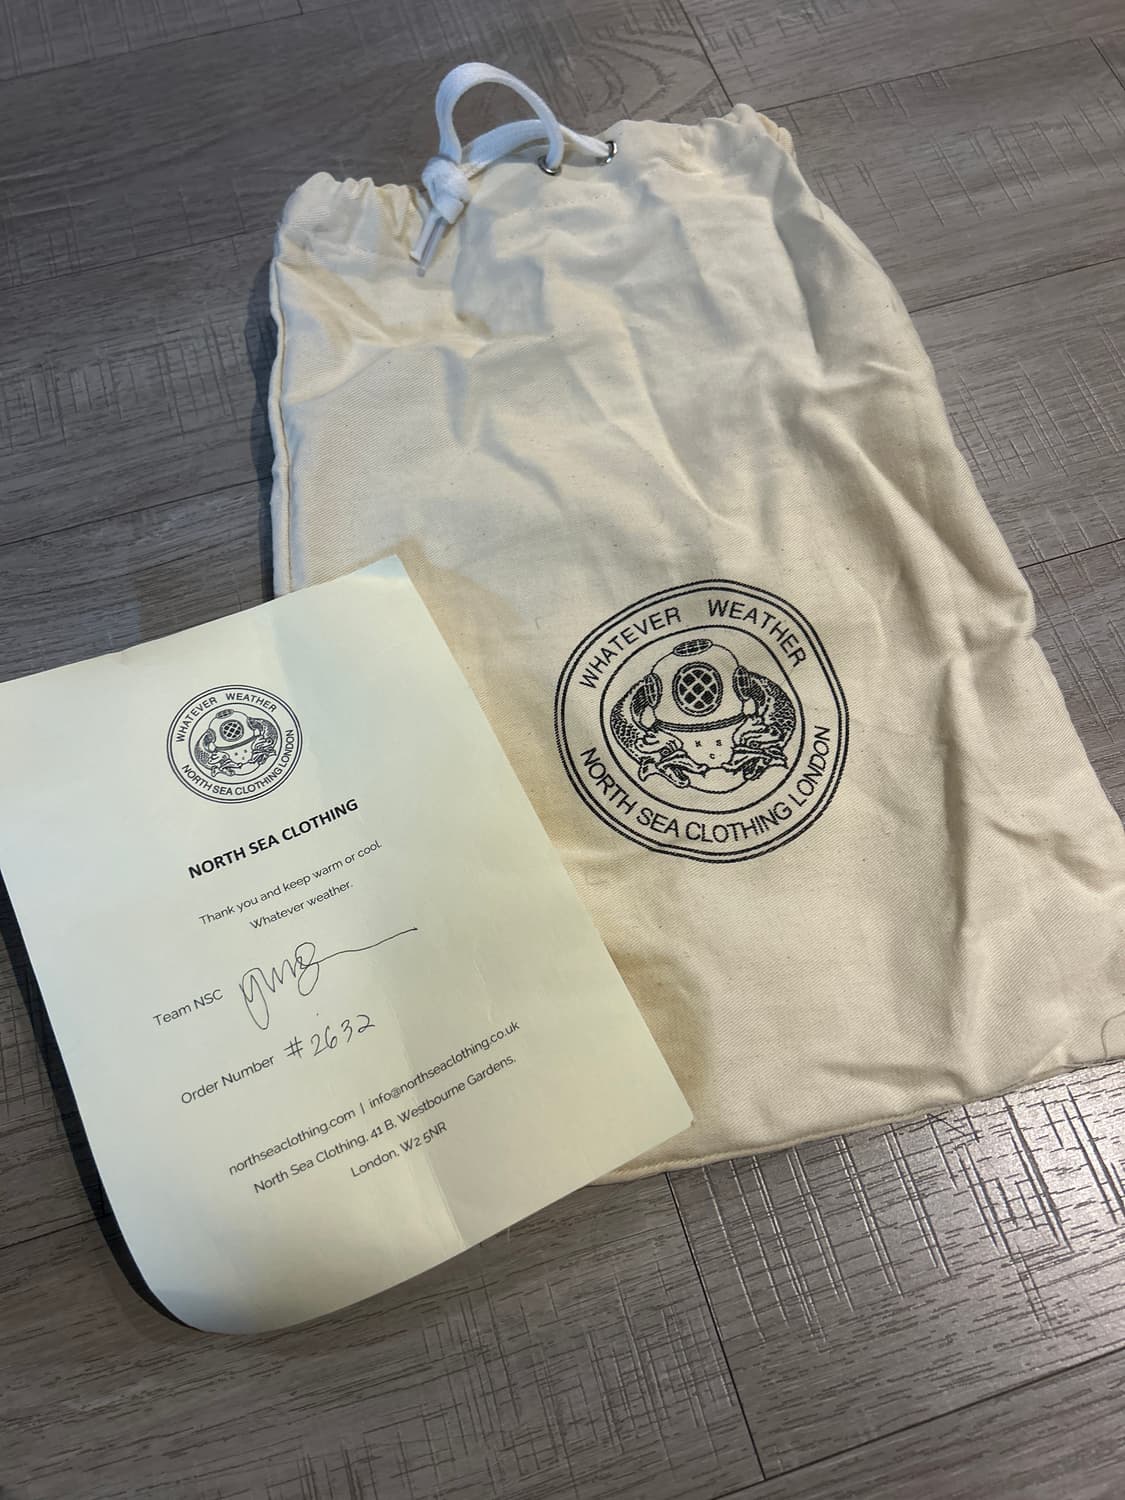 WHATEVER WEATHER
N S
C
NORTH SEA CLOTHING LONDON
WHATEVER WEATHER
NORTH SEA CLOTHING LONDON
NORTH SEA CLOTHING
Thank you and keep warm or cool.
Whatever weather.
Team NSC
Order Number #2632
northseaclothing.com | info@northseaclothing.co.uk
North Sea Clothing, 41 B, Westbourne Gardens,
London, W2 5NR